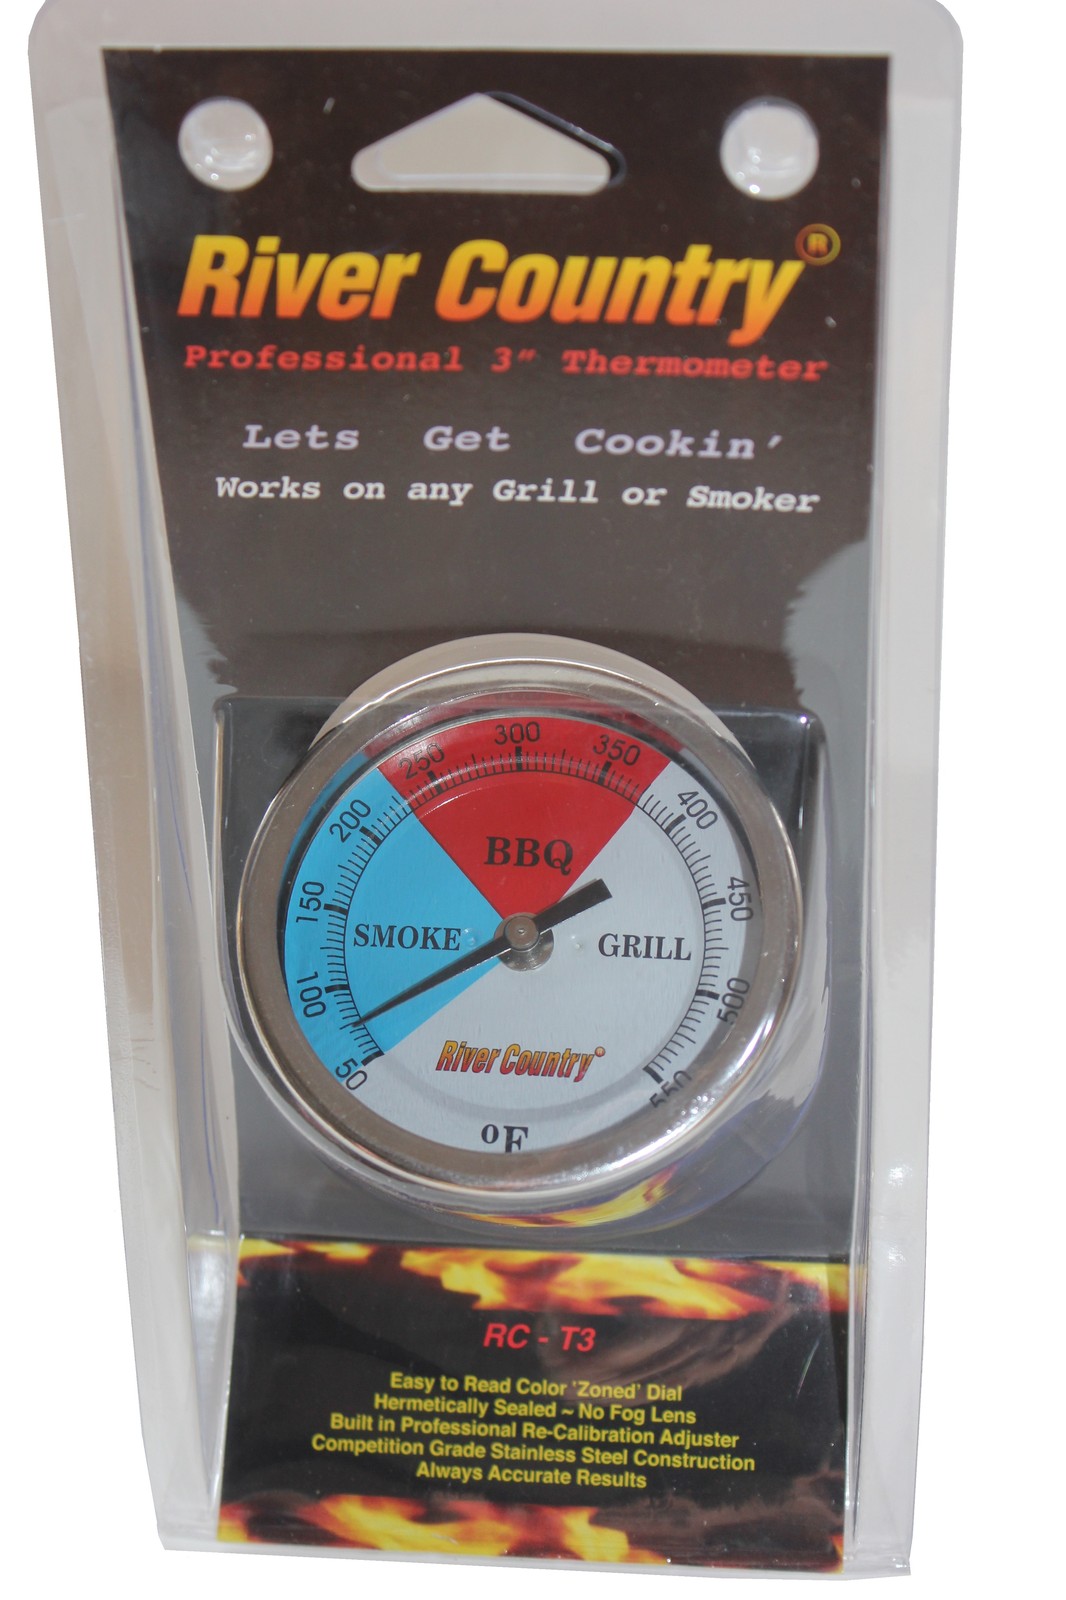 River Country®
Professional 3" Thermometer
Lets Get Cookin'
Works on any Grill or Smoker
50
100
150
200
250
300
350
400
450
500
550
BBQ
SMOKE
GRILL
River Country®
ºF
RC - T3
Easy to Read Color 'Zoned' Dial
Hermetically Sealed ~ No Fog Lens
Built in Professional Re-Calibration Adjuster
Competition Grade Stainless Steel Construction
Always Accurate Results